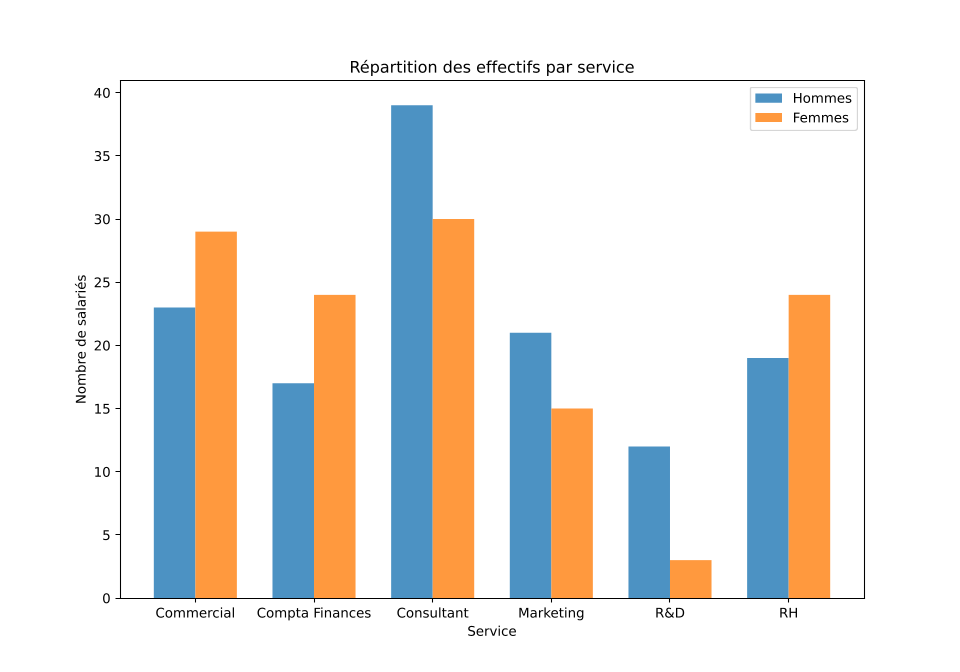 Répartition des effectifs par service
Hommes
Femmes
Nombre de salariés
40
35
30
25
20
15
10
5
0
Commercial Compta Finances Consultant Marketing R&D RH
Service